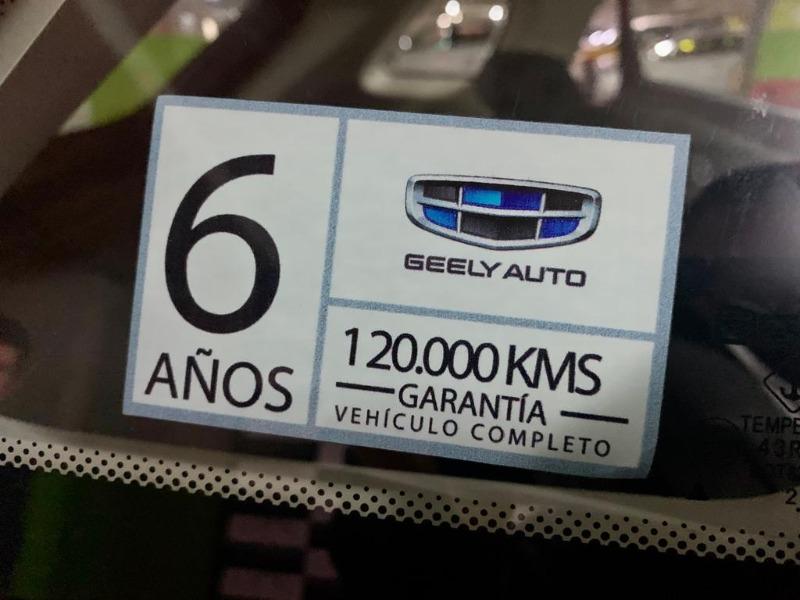 6
AÑOS
GEELY AUTO
120.000 KMS
GARANTÍA
VEHÍCULO COMPLETO